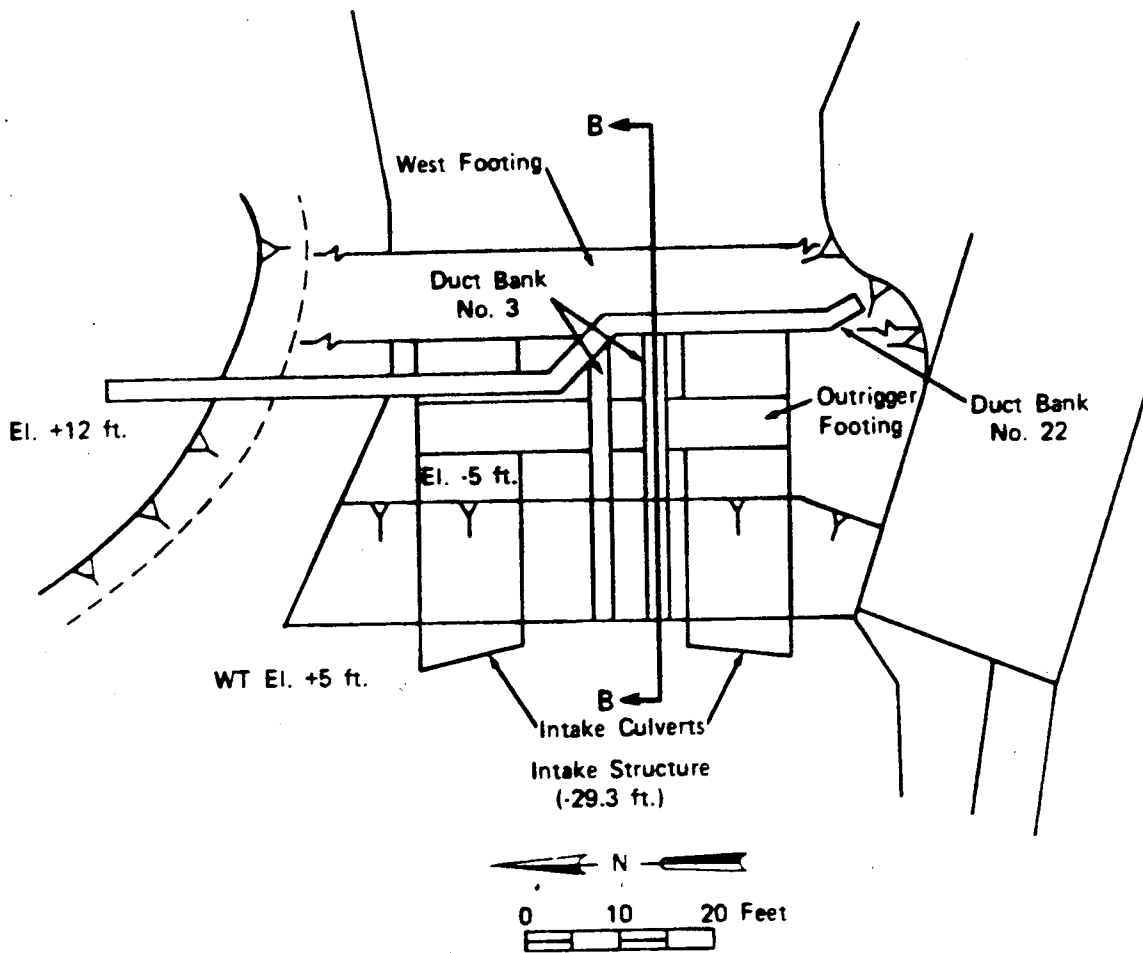 B
West Footing
Duct Bank
No. 3
El. +12 ft.
Outrigger
Footing
Duct Bank
No. 22
El. -5 ft.
WT El. +5 ft.
B
Intake Culverts
Intake Structure
(-29.3 ft.)
N
0 10 20 Feet